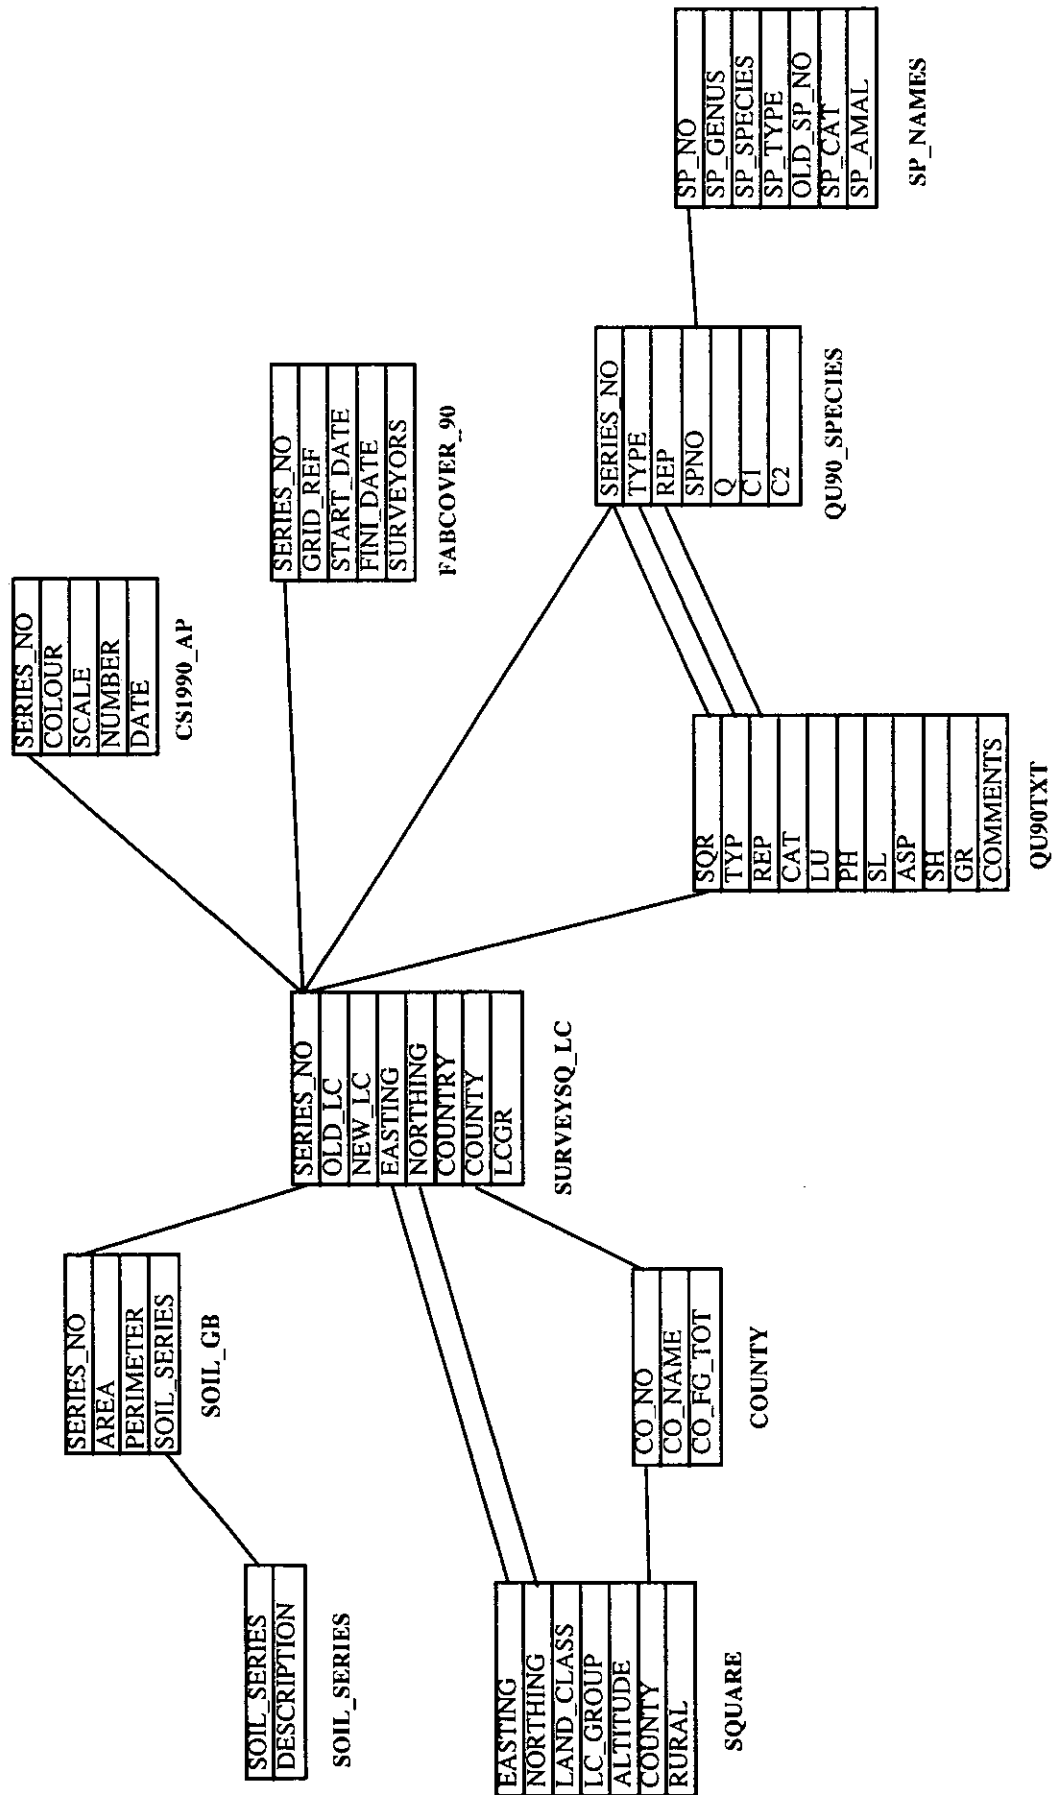 SERIES_NO
COLOUR
SCALE
NUMBER
DATE
CS1990_AP
SERIES_NO
GRID_REF
START_DATE
FINI_DATE
SURVEYORS
FABCOVER_90
SP_NO
SP_GENUS
SP_SPECIES
SP_TYPE
OLD_SP_NO
SP_CAT
SP_AMAL
SP_NAMES
SERIES_NO
TYPE
REP
SPNO
Q
C1
C2
QU90_SPECIES
SQR
TYP
REP
CAT
LU
PH
SL
ASP
SH
GR
COMMENTS
QU90TXT
SERIES_NO
OLD_LC
NEW_LC
EASTING
NORTHING
COUNTRY
COUNTY
LCGR
SURVEYSQ_LC
SERIES_NO
AREA
PERIMETER
SOIL_SERIES
SOIL_GB
CO_NO
CO_NAME
CO_FG_TOT
COUNTY
SOIL_SERIES
DESCRIPTION
SOIL_SERIES
EASTING
NORTHING
LAND_CLASS
LC_GROUP
ALTITUDE
COUNTY
RURAL
SQUARE